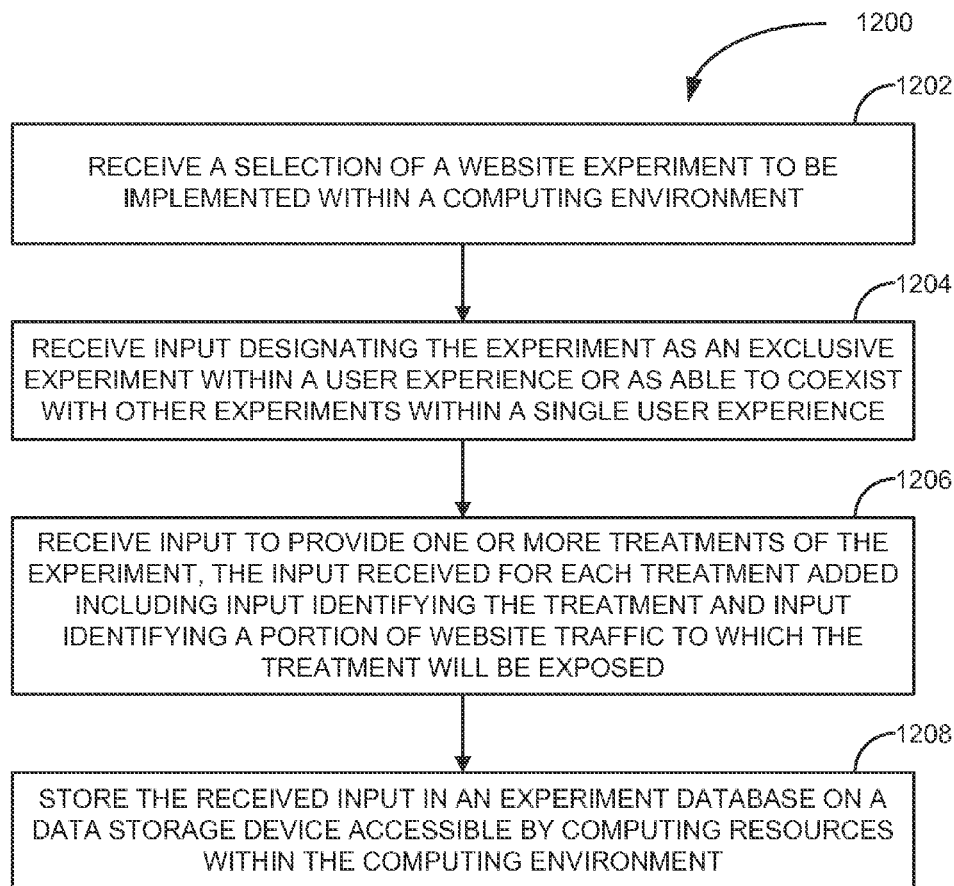 1200
1202
RECEIVE A SELECTION OF A WEBSITE EXPERIMENT TO BE
IMPLEMENTED WITHIN A COMPUTING ENVIRONMENT
1204
RECEIVE INPUT DESIGNATING THE EXPERIMENT AS AN EXCLUSIVE
EXPERIMENT WITHIN A USER EXPERIENCE OR AS ABLE TO COEXIST
WITH OTHER EXPERIMENTS WITHIN A SINGLE USER EXPERIENCE
1206
RECEIVE INPUT TO PROVIDE ONE OR MORE TREATMENTS OF THE
EXPERIMENT, THE INPUT RECEIVED FOR EACH TREATMENT ADDED
INCLUDING INPUT IDENTIFYING THE TREATMENT AND INPUT
IDENTIFYING A PORTION OF WEBSITE TRAFFIC TO WHICH THE
TREATMENT WILL BE EXPOSED
1208
STORE THE RECEIVED INPUT IN AN EXPERIMENT DATABASE ON A
DATA STORAGE DEVICE ACCESSIBLE BY COMPUTING RESOURCES
WITHIN THE COMPUTING ENVIRONMENT